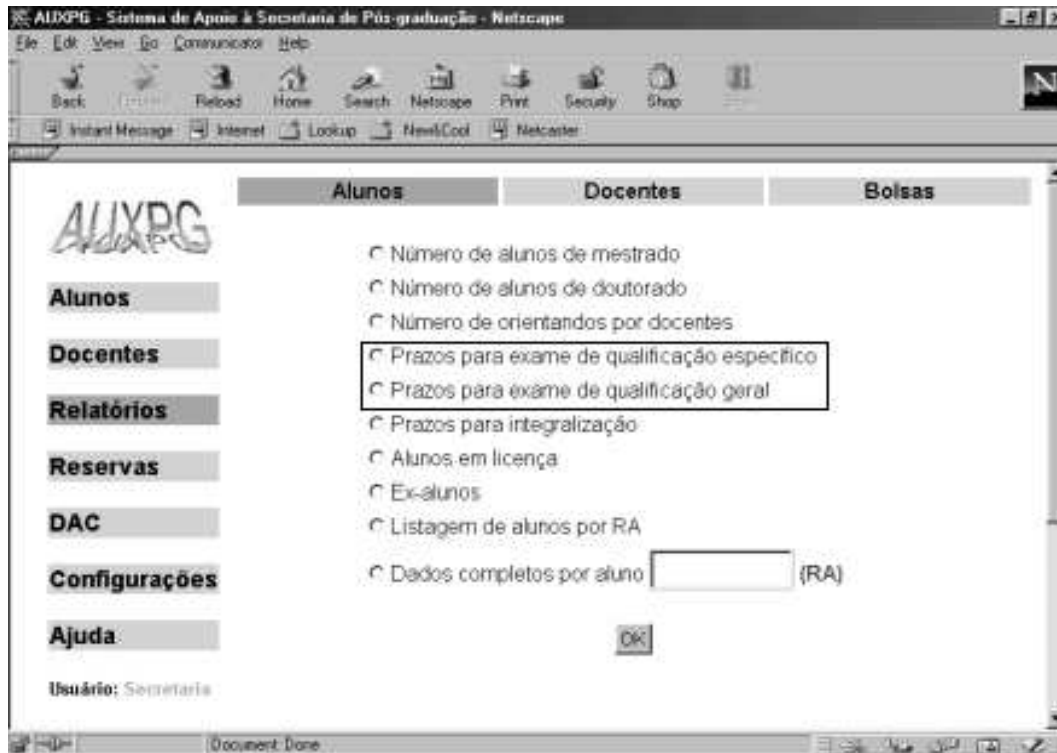 AUXPG - Sistema de Apoio à Secretaria de Pós-graduação - Netscape
File Edit View Go Communicator Help
Back Reload Home Search Netscape Print Security Shop
Instant Message Internet Lookup New&Cool Netcaster
N
AUXPG
Alunos Docentes Bolsas
Número de alunos de mestrado
Número de alunos de doutorado
Número de orientandos por docentes
Prazos para exame de qualificação específico
Prazos para exame de qualificação geral
Prazos para integralização
Alunos em licença
Ex-alunos
Listagem de alunos por RA
Dados completos por aluno (RA)
OK
Alunos
Docentes
Relatórios
Reservas
DAC
Configurações
Ajuda
Usuário: Secretaria
Document: Done